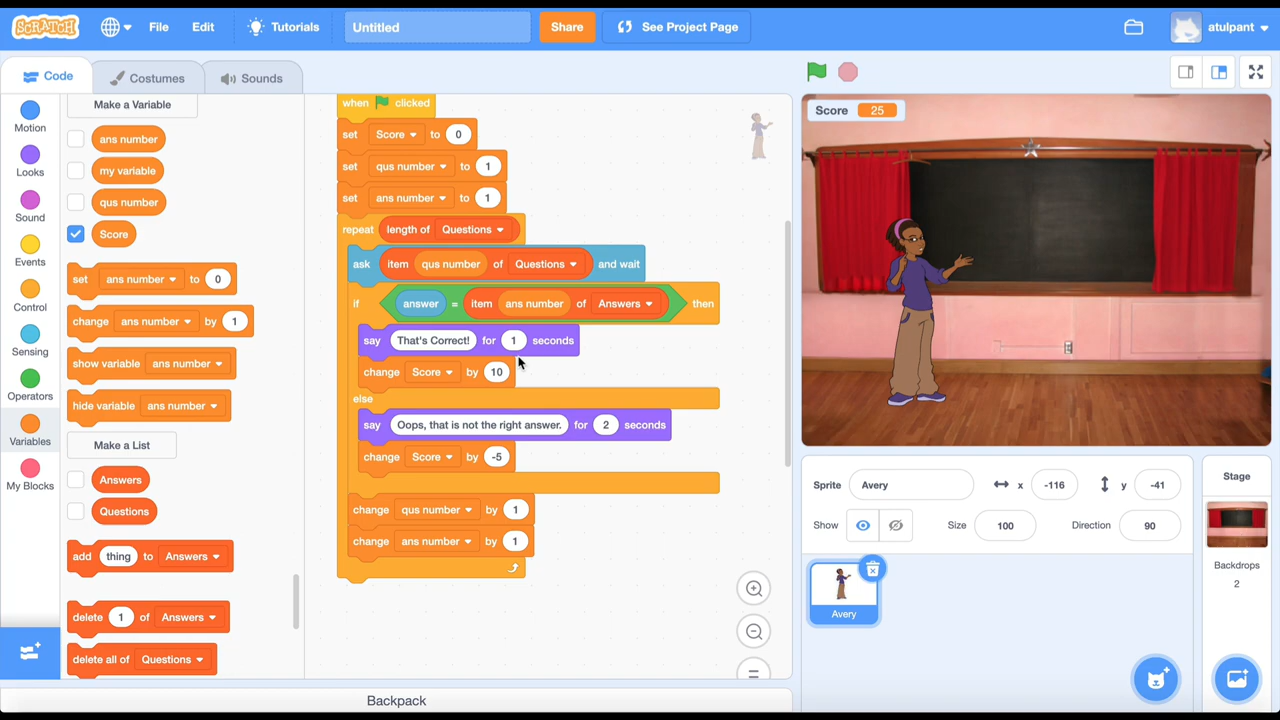 SCRATCH File Edit Tutorials Untitled Share See Project Page atulpant
Code Costumes Sounds
Motion
Looks
Sound
Events
Control
Sensing
Operators
Variables
My Blocks
Make a Variable
ans number
my variable
qus number
Score
set ans number to 0
change ans number by 1
show variable ans number
hide variable ans number
Make a List
Answers
Questions
add thing to Answers
delete 1 of Answers
delete all of Questions
when clicked
set Score to 0
set qus number to 1
set ans number to 1
repeat length of Questions
ask item qus number of Questions and wait
if answer = item ans number of Answers then
say That's Correct! for 1 seconds
change Score by 10
else
say Oops, that is not the right answer. for 2 seconds
change Score by -5
change qus number by 1
change ans number by 1
Score 25
Sprite Avery x -116 y -41
Show Size 100 Direction 90
Avery
Stage
Backdrops
2
Backpack